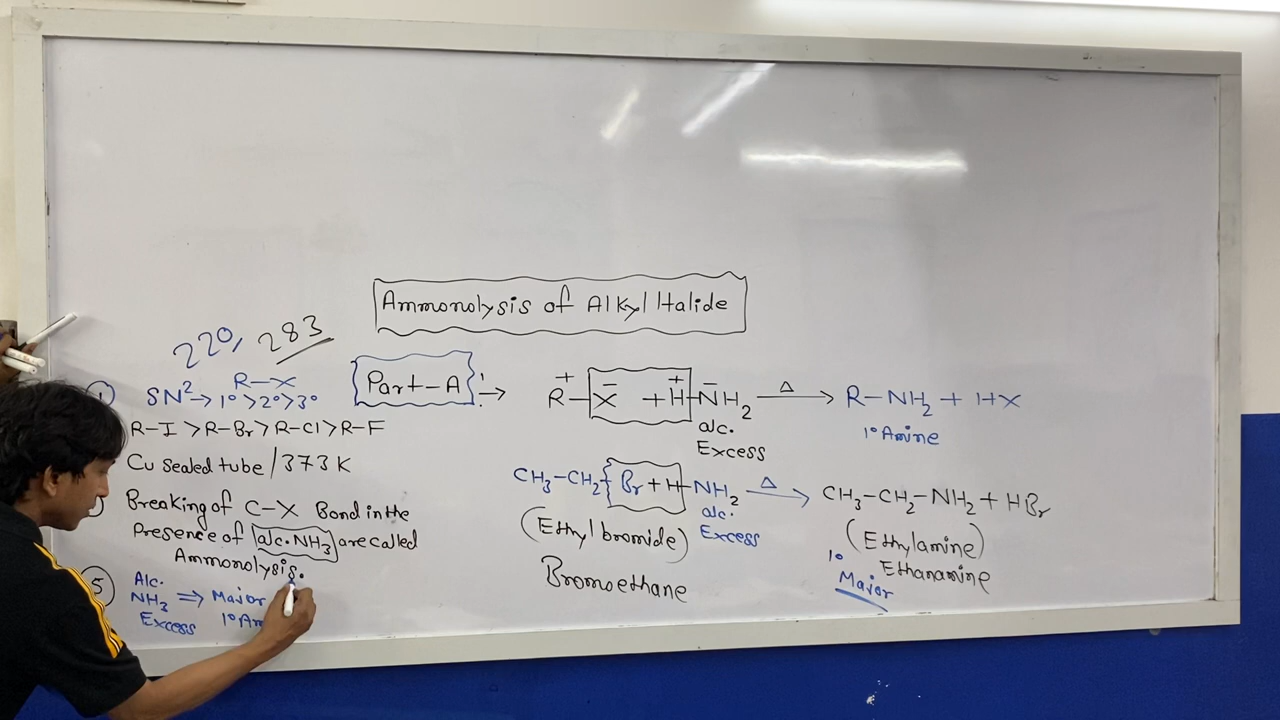 Ammonolysis of Alkyl Halide
220, 283
Part-A : →
R⁺ – X⁻ + H⁺ – N⁻H₂ —Δ→ R–NH₂ + HX
alc.
Excess
1° Amine
SN² → R–X
1° > 2° > 3°
R–I > R–Br > R–Cl > R–F
Cu sealed tube / 373 K
Breaking of C–X Bond in the
Presence of alc. NH₃ are called
Ammonolysis.
5 Alc.
NH₃ ⇒ Major
Excess 1°
CH₃–CH₂ Br + H–NH₂ —Δ→ CH₃–CH₂–NH₂ + HBr
alc.
Excess
(Ethyl bromide)
Bromoethane
(Ethylamine)
Ethanamine
1°
Major